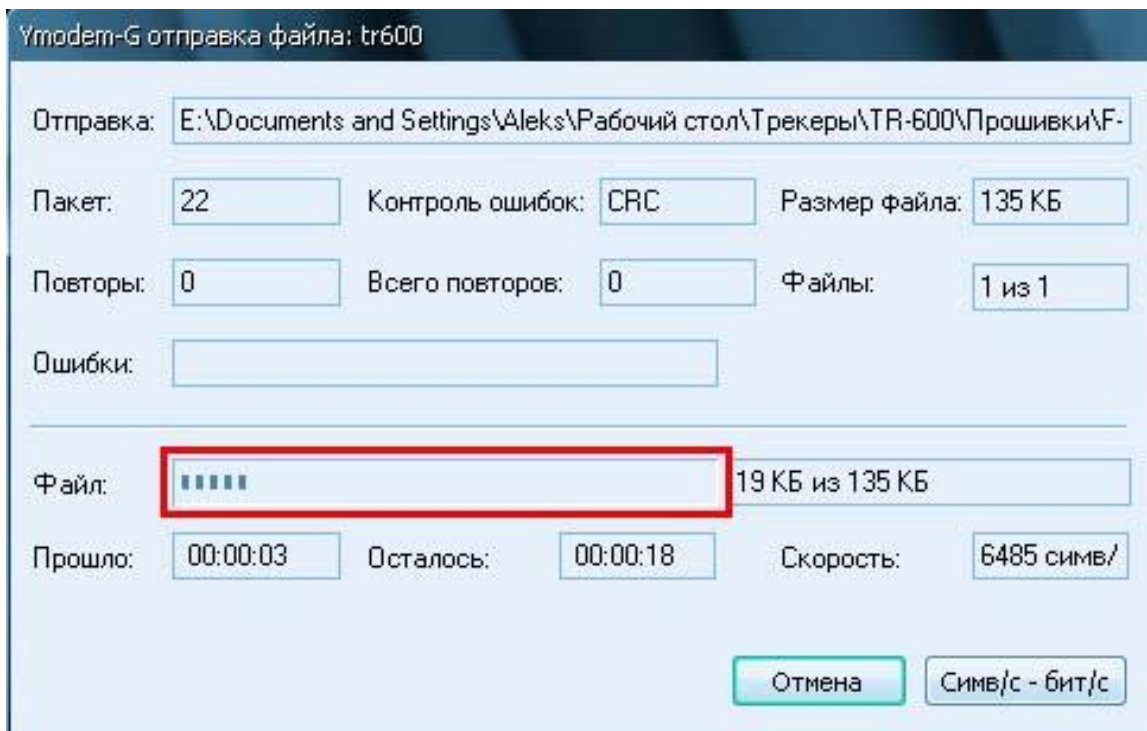 Ymodem-G отправка файла: tr600
Отправка: E:\Documents and Settings\Aleks\Рабочий стол\Трекеры\TR-600\Прошивки\F-
Пакет: 22 Контроль ошибок: CRC Размер файла: 135 КБ
Повторы: 0 Всего повторов: 0 Файлы: 1 из 1
Ошибки:
Файл: 19 КБ из 135 КБ
Прошло: 00:00:03 Осталось: 00:00:18 Скорость: 6485 симв/
Отмена Симв/с - бит/с